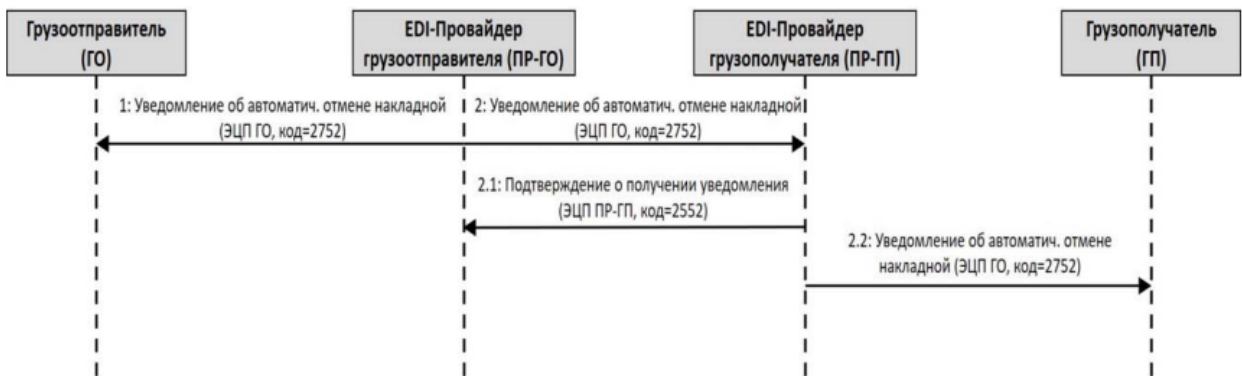 Грузоотправитель
(ГО)
EDI-Провайдер
грузоотправителя (ПР-ГО)
EDI-Провайдер
грузополучателя (ПР-ГП)
Грузополучатель
(ГП)
1: Уведомление об автоматич. отмене накладной
(ЭЦП ГО, код=2752)
2: Уведомление об автоматич. отмене накладной
(ЭЦП ГО, код=2752)
2.1: Подтверждение о получении уведомления
(ЭЦП ПР-ГП, код=2552)
2.2: Уведомление об автоматич. отмене
накладной (ЭЦП ГО, код=2752)